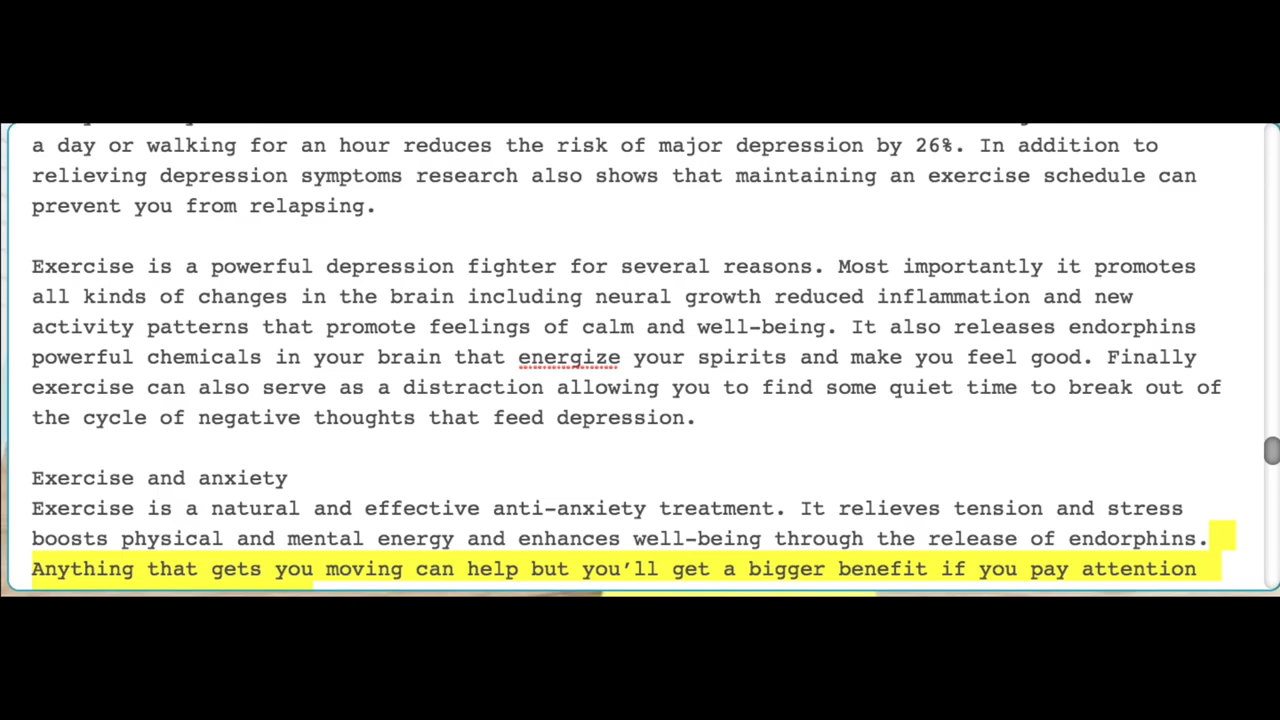 a day or walking for an hour reduces the risk of major depression by 26%. In addition to
relieving depression symptoms research also shows that maintaining an exercise schedule can
prevent you from relapsing.
Exercise is a powerful depression fighter for several reasons. Most importantly it promotes
all kinds of changes in the brain including neural growth reduced inflammation and new
activity patterns that promote feelings of calm and well-being. It also releases endorphins
powerful chemicals in your brain that energize your spirits and make you feel good. Finally
exercise can also serve as a distraction allowing you to find some quiet time to break out of
the cycle of negative thoughts that feed depression.
Exercise and anxiety
Exercise is a natural and effective anti-anxiety treatment. It relieves tension and stress
boosts physical and mental energy and enhances well-being through the release of endorphins.
Anything that gets you moving can help but you’ll get a bigger benefit if you pay attention